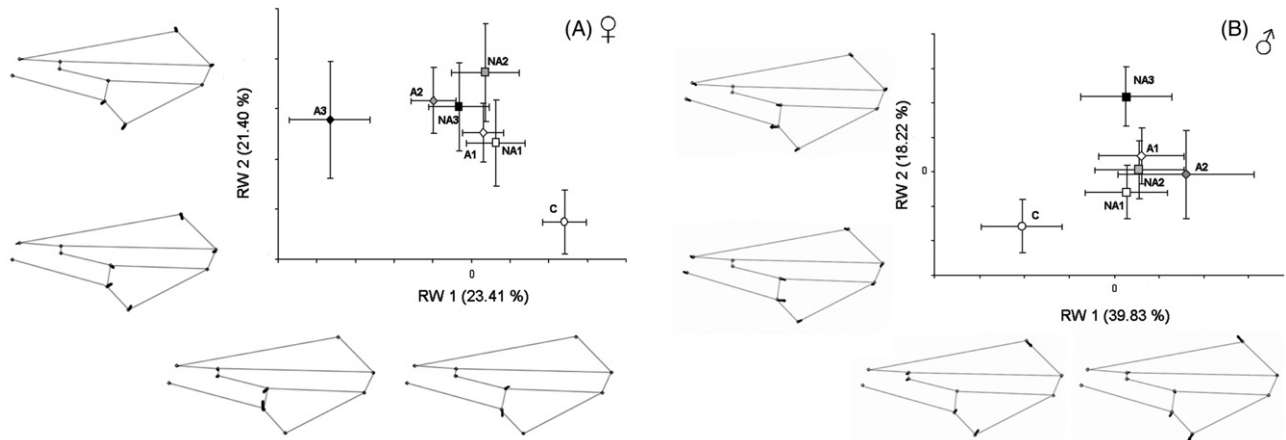 (A) ♀
NA2
A2
A3
NA3
A1
NA1
C
RW 2 (21.40 %)
0
RW 1 (23.41 %)
(B) ♂
NA3
A1
A2
NA2
NA1
C
RW 2 (18.22 %)
0
0
RW 1 (39.83 %)